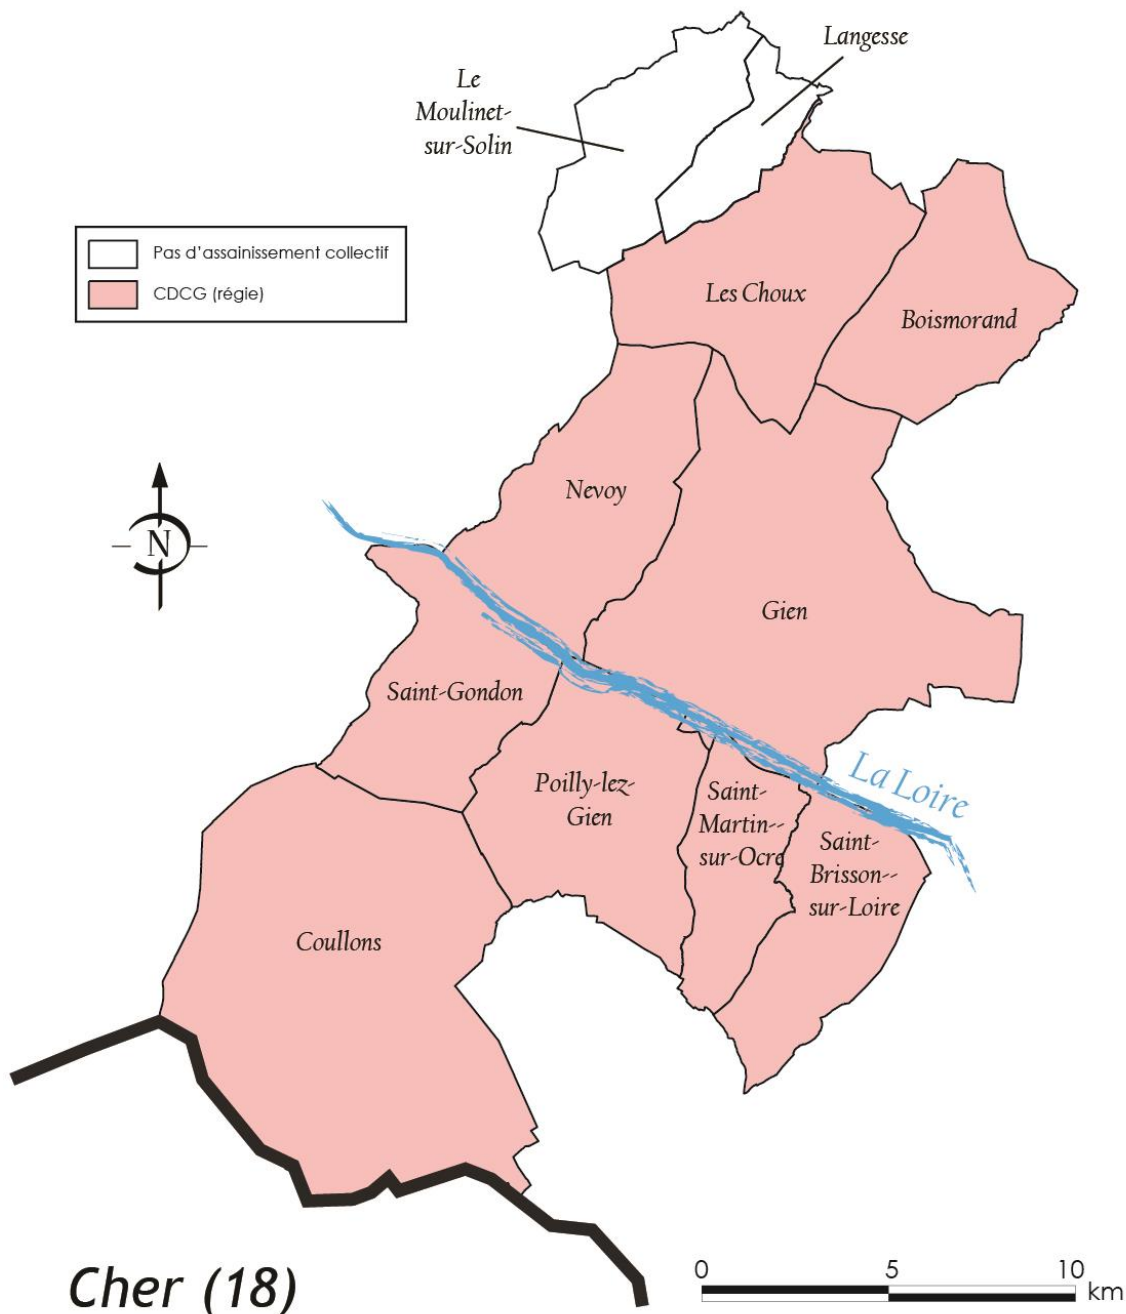 Langesse
Le
Moulinet-
sur-Solin
Pas d'assainissement collectif
CDCG (régie)
Les Choux
Boismorand
Nevoy
N
Gien
Saint-Gondon
La Loire
Poilly-lez-
Gien
Saint-
Martin--
sur-Ocre
Saint-
Brisson--
sur-Loire
Coullons
Cher (18)
0 5 10
km